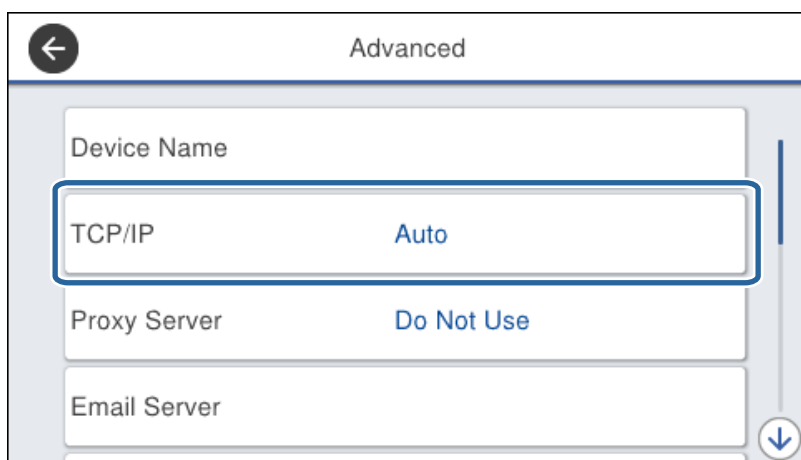 Advanced
Device Name
TCP/IP Auto
Proxy Server Do Not Use
Email Server